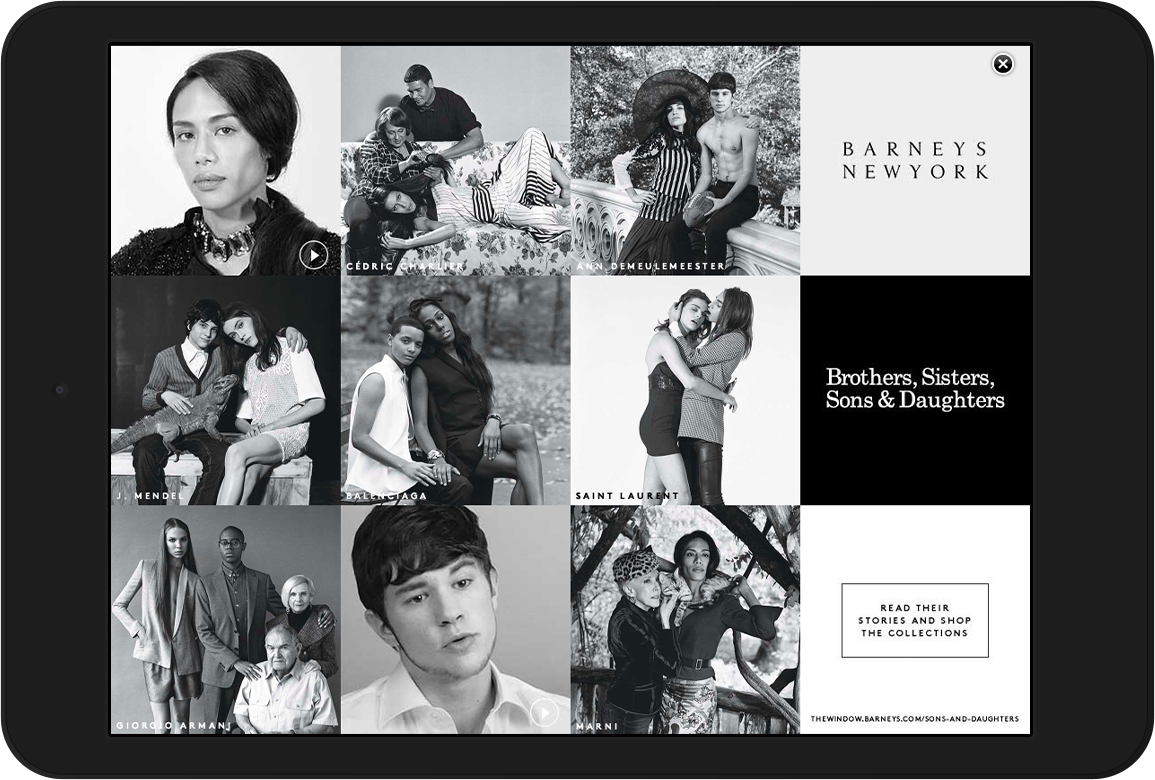 CÉDRIC CHARLIER
ANN DEMEULEMEESTER
BARNEYS
NEWYORK
J. MENDEL
BALENCIAGA
SAINT LAURENT
Brothers, Sisters,
Sons & Daughters
GIORGIO ARMANI
MARNI
READ THEIR
STORIES AND SHOP
THE COLLECTIONS
THEWINDOW.BARNEYS.COM/SONS-AND-DAUGHTERS